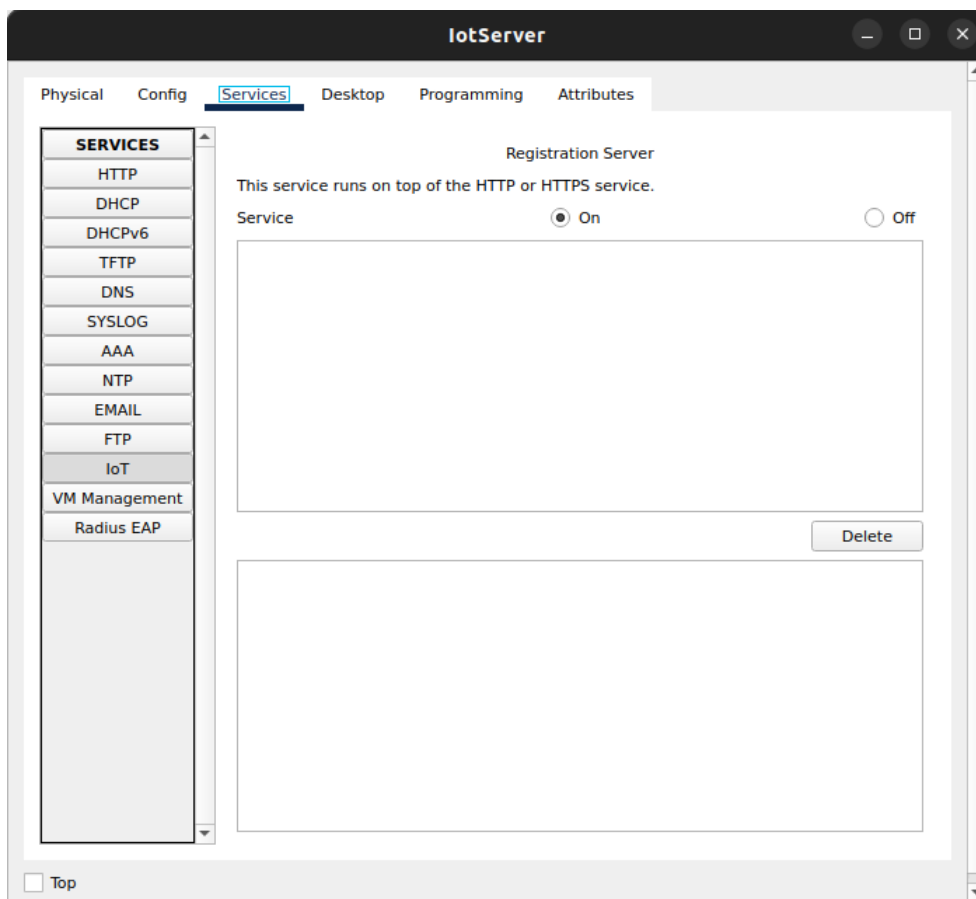 IotServer
Physical Config Services Desktop Programming Attributes
SERVICES
HTTP
DHCP
DHCPv6
TFTP
DNS
SYSLOG
AAA
NTP
EMAIL
FTP
IoT
VM Management
Radius EAP
Registration Server
This service runs on top of the HTTP or HTTPS service.
Service On Off
Delete
Top